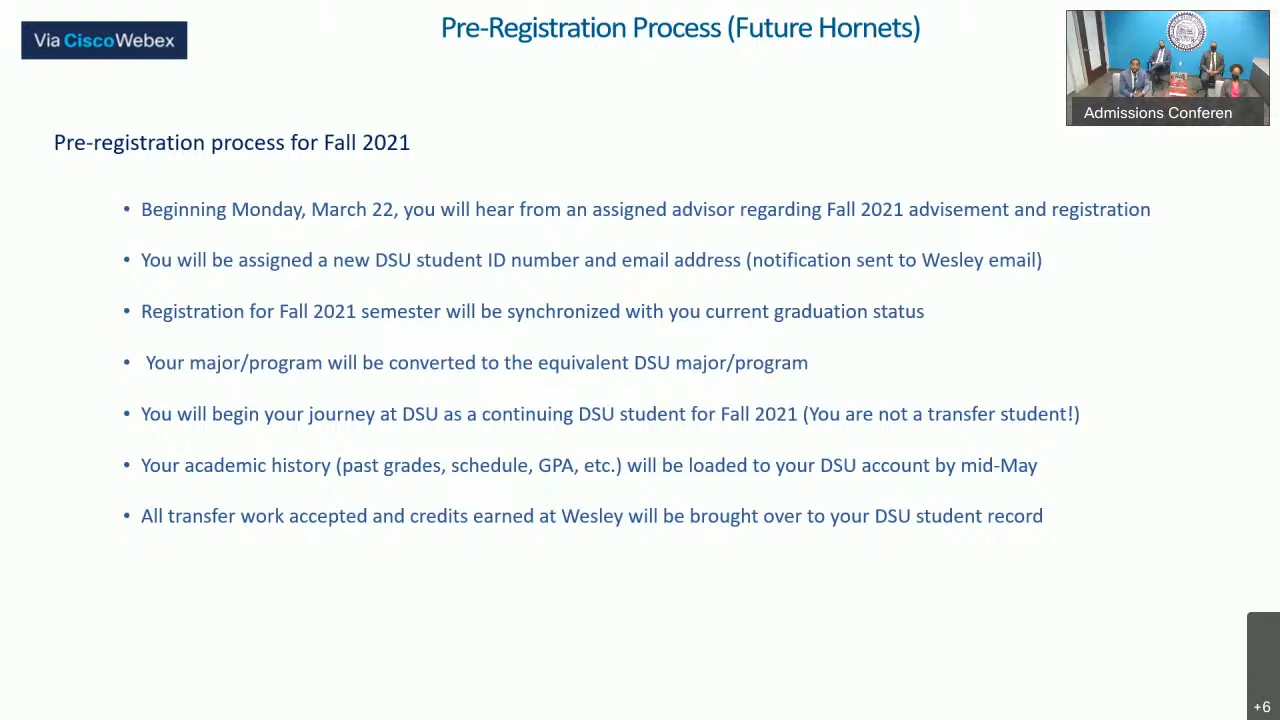 Via CiscoWebex
Pre-Registration Process (Future Hornets)
Admissions Conferen
Pre-registration process for Fall 2021
• Beginning Monday, March 22, you will hear from an assigned advisor regarding Fall 2021 advisement and registration
• You will be assigned a new DSU student ID number and email address (notification sent to Wesley email)
• Registration for Fall 2021 semester will be synchronized with you current graduation status
• Your major/program will be converted to the equivalent DSU major/program
• You will begin your journey at DSU as a continuing DSU student for Fall 2021 (You are not a transfer student!)
• Your academic history (past grades, schedule, GPA, etc.) will be loaded to your DSU account by mid-May
• All transfer work accepted and credits earned at Wesley will be brought over to your DSU student record
+6